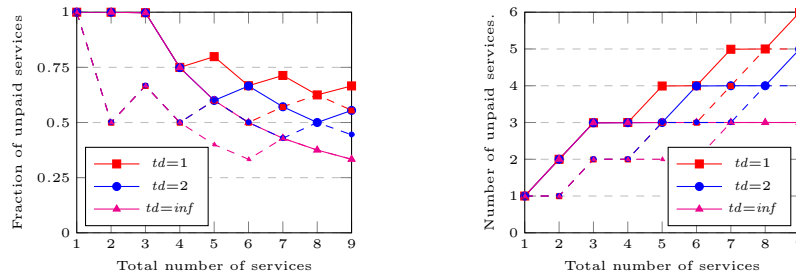 Fraction of unpaid services
1
0.75
0.5
0.25
0
1 2 3 4 5 6 7 8 9
Total number of services
td=1
td=2
td=inf
Number of unpaid services.
6
5
4
3
2
1
0
1 2 3 4 5 6 7 8
Total number of services
td=1
td=2
td=inf